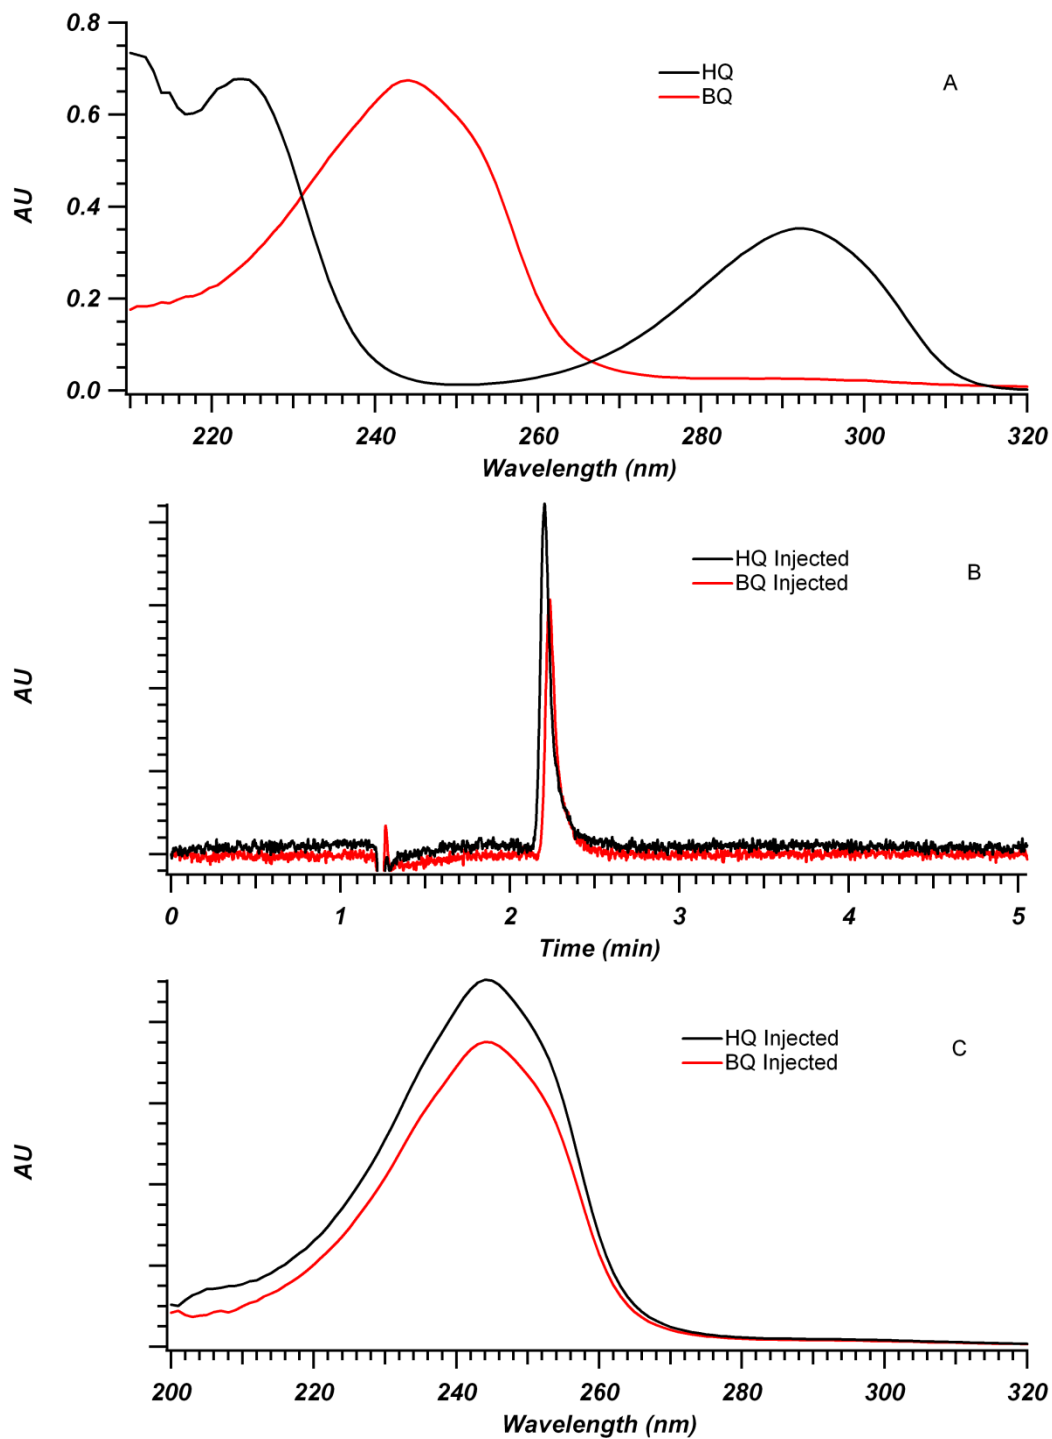 0.8
HQ
BQ
A
0.6
AU
0.4
0.2
0.0
220 240 260 280 300 320
Wavelength (nm)
HQ Injected
BQ Injected
B
AU
0 1 2 3 4 5
Time (min)
HQ Injected
BQ Injected
C
AU
200 220 240 260 280 300 320
Wavelength (nm)